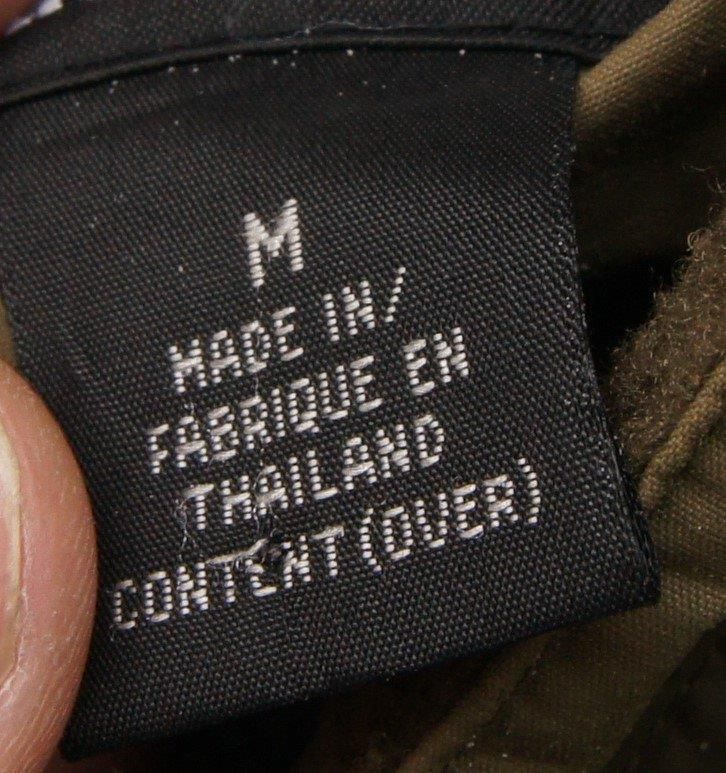 M
MADE IN/
FABRIQUE EN
THAILAND
CONTENT (OVER)